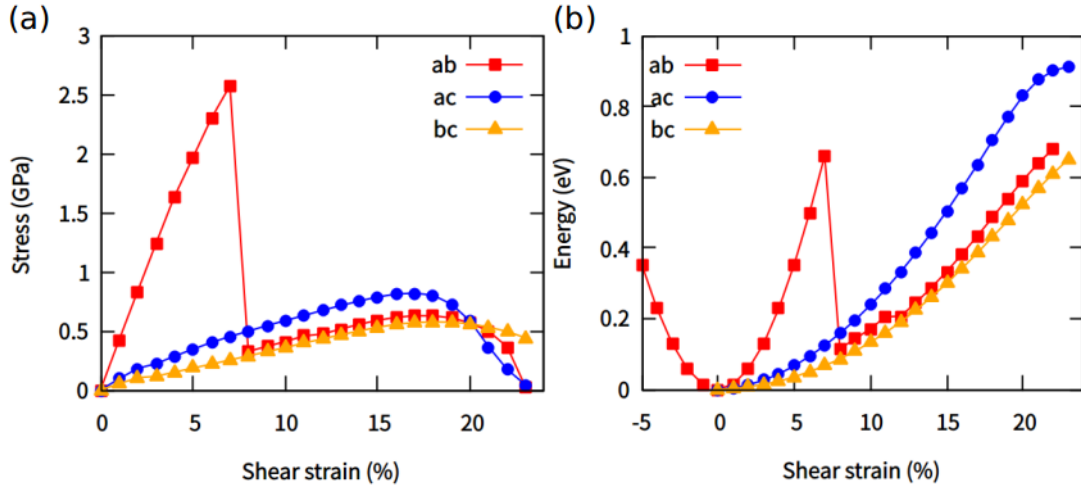 (a)
Stress (GPa)
3
2.5
2
1.5
1
0.5
0
ab
ac
bc
0
5
10
15
20
Shear strain (%)
(b)
Energy (eV)
1
0.8
0.6
0.4
0.2
0
ab
ac
bc
-5
0
5
10
15
20
Shear strain (%)